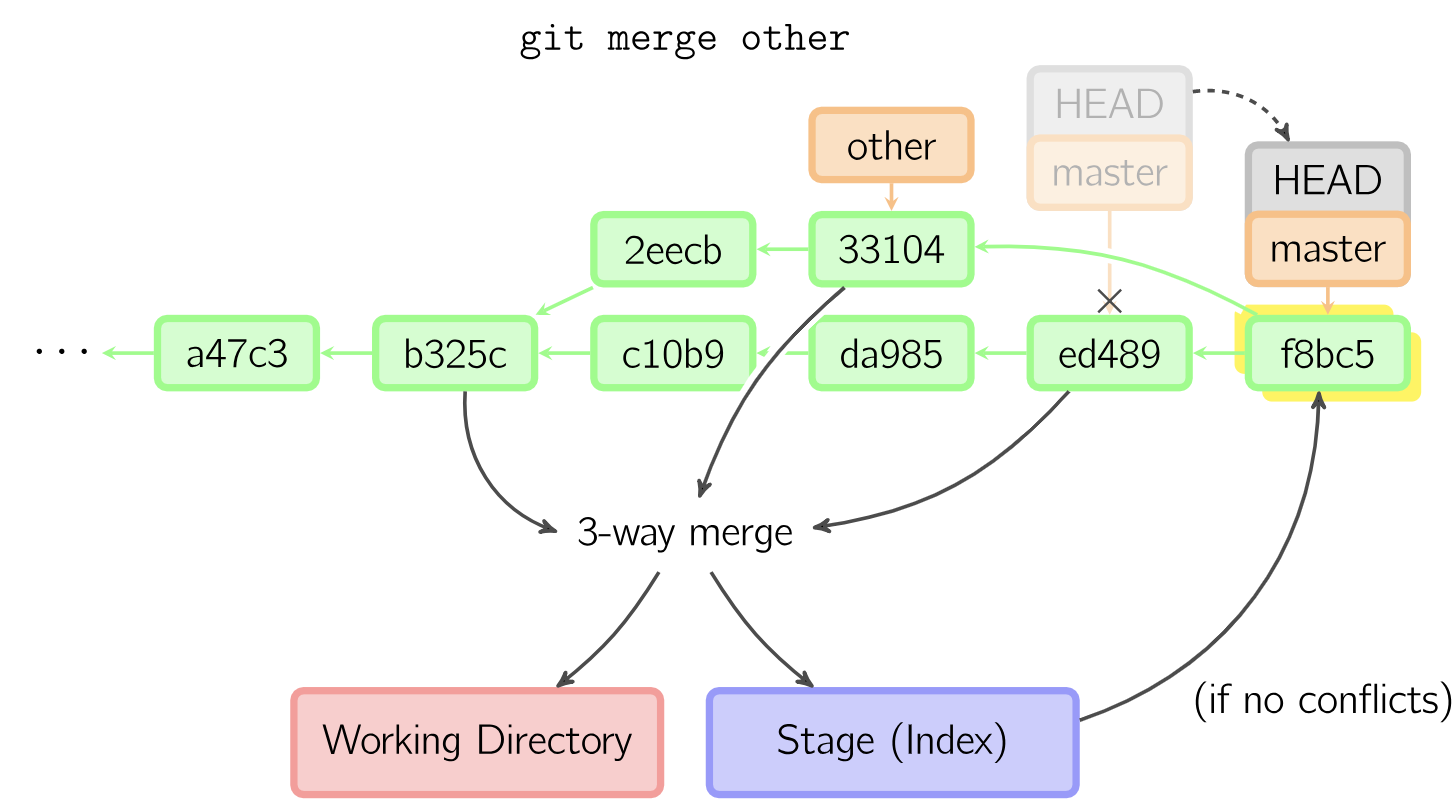 git merge other
HEAD
master
other
HEAD
master
2eecb
33104
...
a47c3
b325c
c10b9
da985
ed489
f8bc5
3-way merge
(if no conflicts)
Working Directory
Stage (Index)